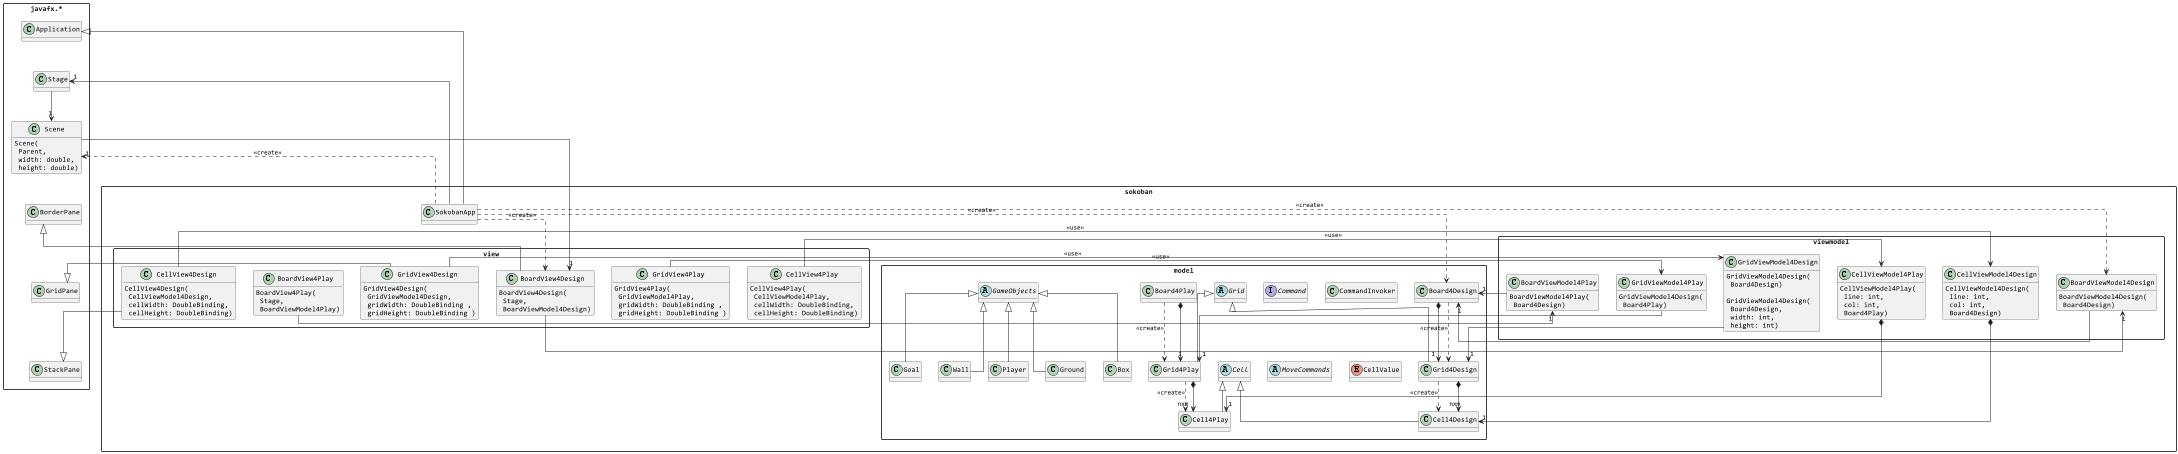 javafx.*
Application
Stage
1
1
Scene
Scene(
Parent,
width: double,
height: double)
1
«create»
BorderPane
GridPane
StackPane
sokoban
SokobanApp
«create»
«create»
«create»
«use»
«use»
«use»
«use»
view
CellView4Design
CellView4Design(
CellViewModel4Design,
cellWidth: DoubleBinding,
cellHeight: DoubleBinding)
BoardView4Play
BoardView4Play(
Stage,
BoardViewModel4Play)
GridView4Design
GridView4Design(
GridViewModel4Design,
gridWidth: DoubleBinding ,
gridHeight: DoubleBinding )
1
BoardView4Design
BoardView4Design(
Stage,
BoardViewModel4Design)
GridView4Play
GridView4Play(
GridViewModel4Play,
gridWidth: DoubleBinding ,
gridHeight: DoubleBinding )
CellView4Play
CellView4Play(
CellViewModel4Play,
cellWidth: DoubleBinding,
cellHeight: DoubleBinding)
model
GameObjects
Board4Play
Grid
Command
CommandInvoker
Board4Design
1
1
«create»
«create»
1
1
1
1
Goal
Wall
Player
Ground
Box
Grid4Play
Cell
MoveCommands
CellValue
Grid4Design
«create»
«create»
nxm
nxm
1
1
Cell4Play
Cell4Design
viewmodel
BoardViewModel4Play
BoardViewModel4Play(
Board4Design)
1
GridViewModel4Play
GridViewModel4Design(
Board4Play)
GridViewModel4Design
GridViewModel4Design(
Board4Design)
GridViewModel4Design(
Board4Design,
width: int,
height: int)
CellViewModel4Play
CellViewModel4Play(
line: int,
col: int,
Board4Play)
CellViewModel4Design
CellViewModel4Design(
line: int,
col: int,
Board4Design)
BoardViewModel4Design
BoardViewModel4Design(
Board4Design)
1